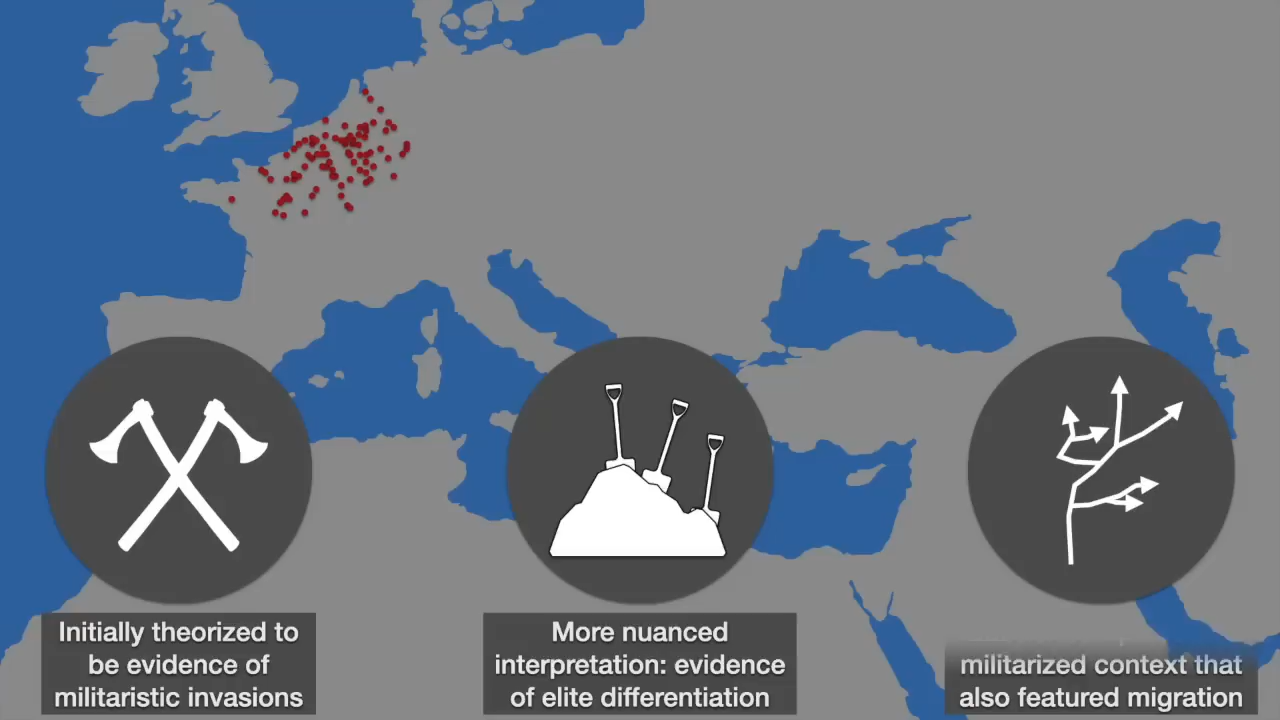 Initially theorized to
be evidence of
militaristic invasions
More nuanced
interpretation: evidence
of elite differentiation
militarized context that
also featured migration